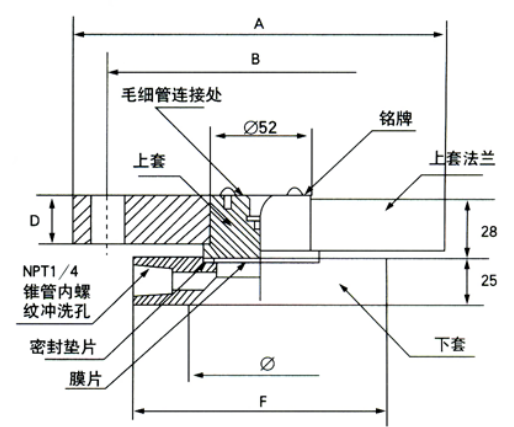 A
B
毛细管连接处
铭牌
∅52
上套
上套法兰
D
28
NPT1/4
锥管内螺
纹冲洗孔
25
密封垫片
下套
膜片
∅
F